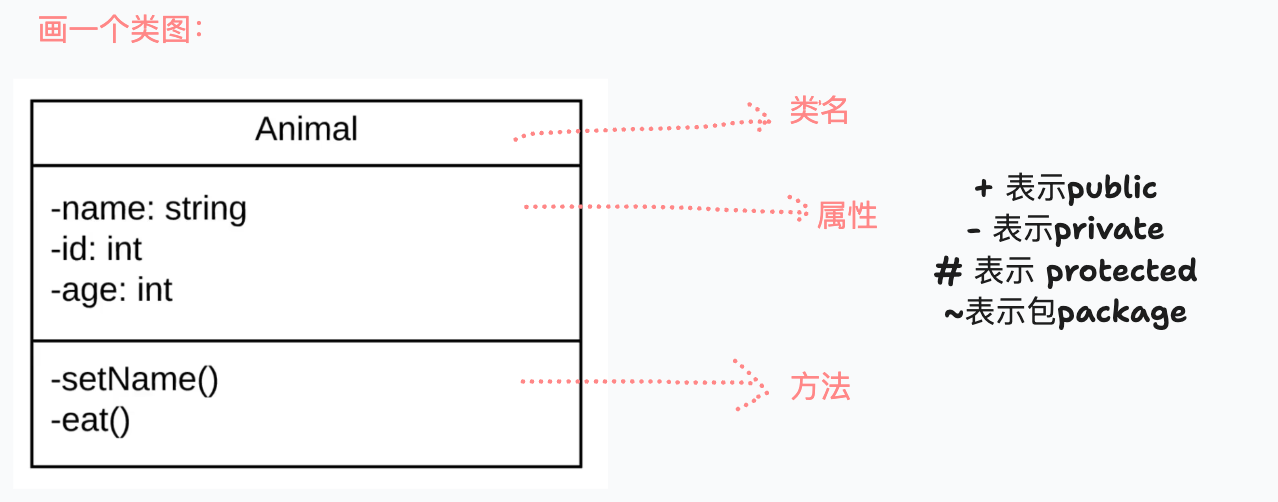 画一个类图：
Animal
类名
-name: string
-id: int
-age: int
属性
-setName()
-eat()
方法
+ 表示public
- 表示private
# 表示 protected
~表示包package